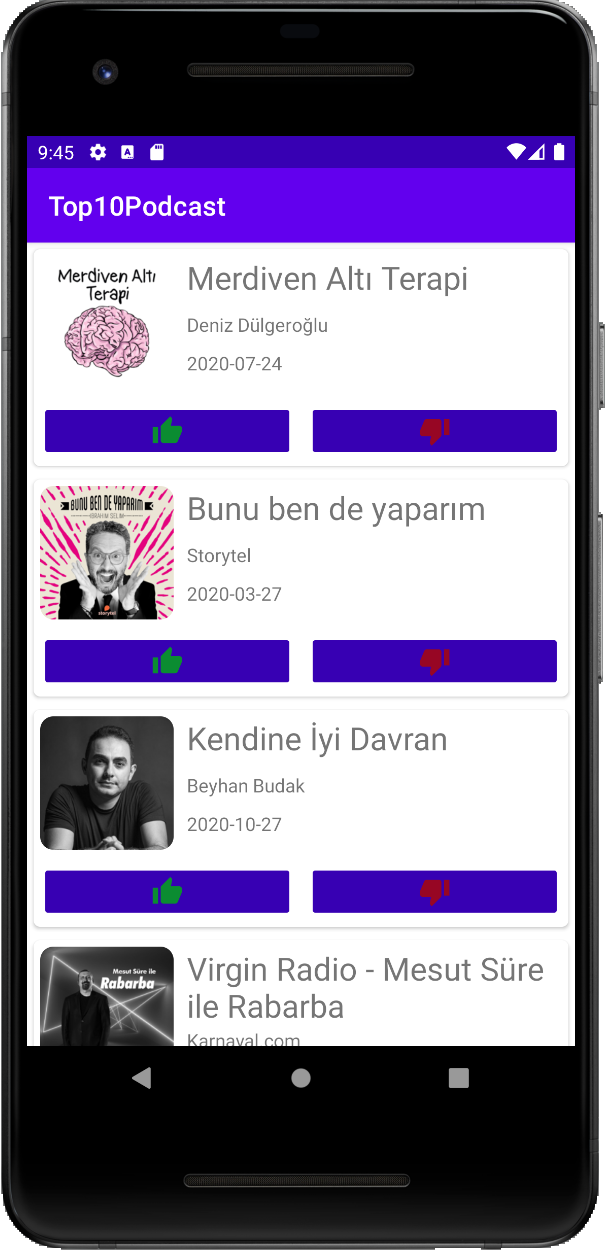 9:45
Top10Podcast
Merdiven Altı
Terapi
Merdiven Altı Terapi
Deniz Dülgeroğlu
2020-07-24
BUNU BEN DE YAPARIM
İBRAHİM SELİM
storytel
Bunu ben de yaparım
Storytel
2020-03-27
Kendine İyi Davran
Beyhan Budak
2020-10-27
Mesut Süre ile
Rabarba
Virgin Radio - Mesut Süre
ile Rabarba
Karnaval.com